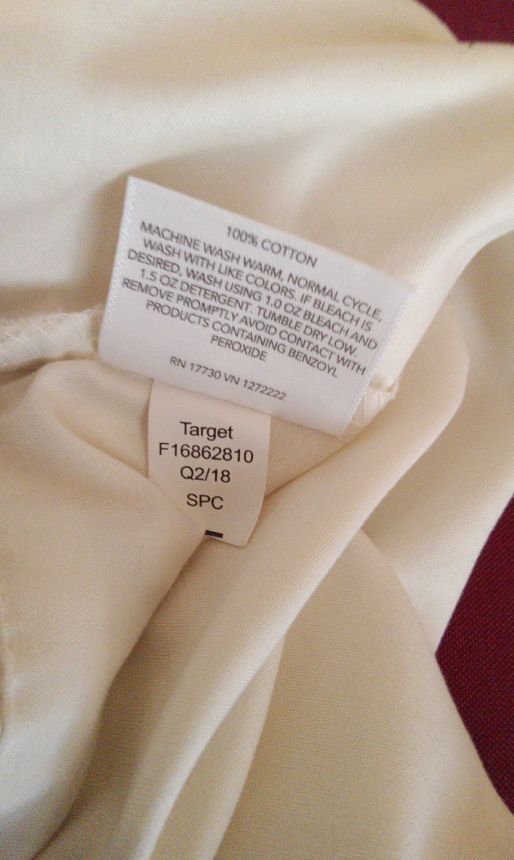 100% COTTON
MACHINE WASH WARM, NORMAL CYCLE,
WASH WITH LIKE COLORS. IF BLEACH IS
DESIRED, WASH USING 1.0 OZ BLEACH AND
1.5 OZ DETERGENT. TUMBLE DRY LOW.
REMOVE PROMPTLY AVOID CONTACT WITH
PRODUCTS CONTAINING BENZOYL
PEROXIDE
RN 17730 VN 1272222
Target
F16862810
Q2/18
SPC